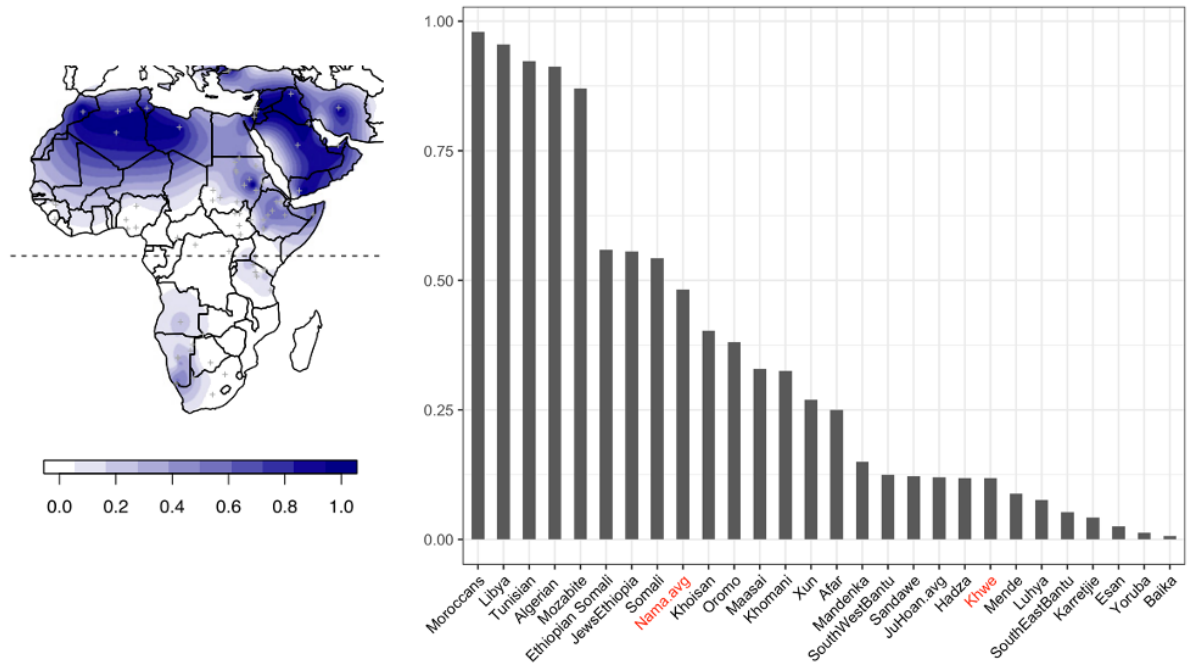 0.0 0.2 0.4 0.6 0.8 1.0
1.00
0.75
0.50
0.25
0.00
Moroccans
Libya
Tunisian
Algerian
Mozabite
Ethiopian Somali
JewsEthiopia
Somali
Nama.avg
Khoisan
Oromo
Maasai
Khomani
Xun
Afar
Mandenka
SouthWestBantu
Sandawe
JuHoan.avg
Hadza
Khwe
Mende
Luhya
SouthEastBantu
Karretjie
Esan
Yoruba
Baika